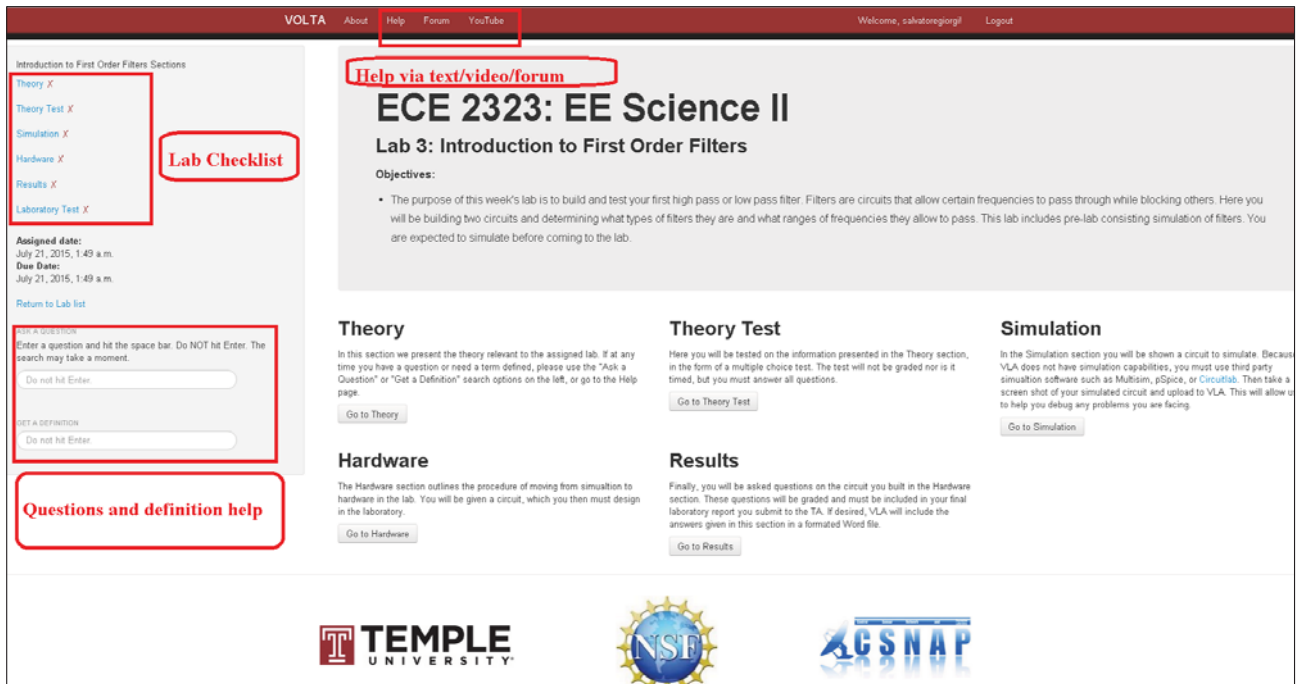 VOLTA About Help Forum YouTube Welcome, salvatoregiorgi! Logout
Introduction to First Order Filters Sections
Theory X
Theory Test X
Simulation X
Hardware X
Results X
Laboratory Test X
Lab Checklist
Assigned date:
July 21, 2015, 1:49 a.m.
Due Date:
July 21, 2015, 1:49 a.m.
Return to Lab list
ASK A QUESTION
Enter a question and hit the space bar. Do NOT hit Enter. The
search may take a moment.
Do not hit Enter.
GET A DEFINITION
Do not hit Enter.
Questions and definition help
Help via text/video/forum
ECE 2323: EE Science II
Lab 3: Introduction to First Order Filters
Objectives:
• The purpose of this week's lab is to build and test your first high pass or low pass filter. Filters are circuits that allow certain frequencies to pass through while blocking others. Here you
will be building two circuits and determining what types of filters they are and what ranges of frequencies they allow to pass. This lab includes pre-lab consisting simulation of filters. You
are expected to simulate before coming to the lab.
Theory
In this section we present the theory relevant to the assigned lab. If at any
time you have a question or need a term defined, please use the "Ask a
Question" or "Get a Definition" search options on the left, or go to the Help
page.
Go to Theory
Theory Test
Here you will be tested on the information presented in the Theory section,
in the form of a multiple choice test. The test will not be graded nor is it
timed, but you must answer all questions.
Go to Theory Test
Simulation
In the Simulation section you will be shown a circuit to simulate. Becaus
VLA does not have simulation capabilities, you must use third party
simualtion software such as Multisim, pSpice, or Circuitlab. Then take a
screen shot of your simulated circuit and upload to VLA. This will allow u
to help you debug any problems you are facing.
Go to Simulation
Hardware
The Hardware section outlines the procedure of moving from simualtion to
hardware in the lab. You will be given a circuit, which you then must design
in the laboratory.
Go to Hardware
Results
Finally, you will be asked questions on the circuit you built in the Hardware
section. These questions will be graded and must be included in your final
laboratory report you submit to the TA. If desired, VLA will include the
answers given in this section in a formated Word file.
Go to Results
TEMPLE
UNIVERSITY
NSF
CSNAP